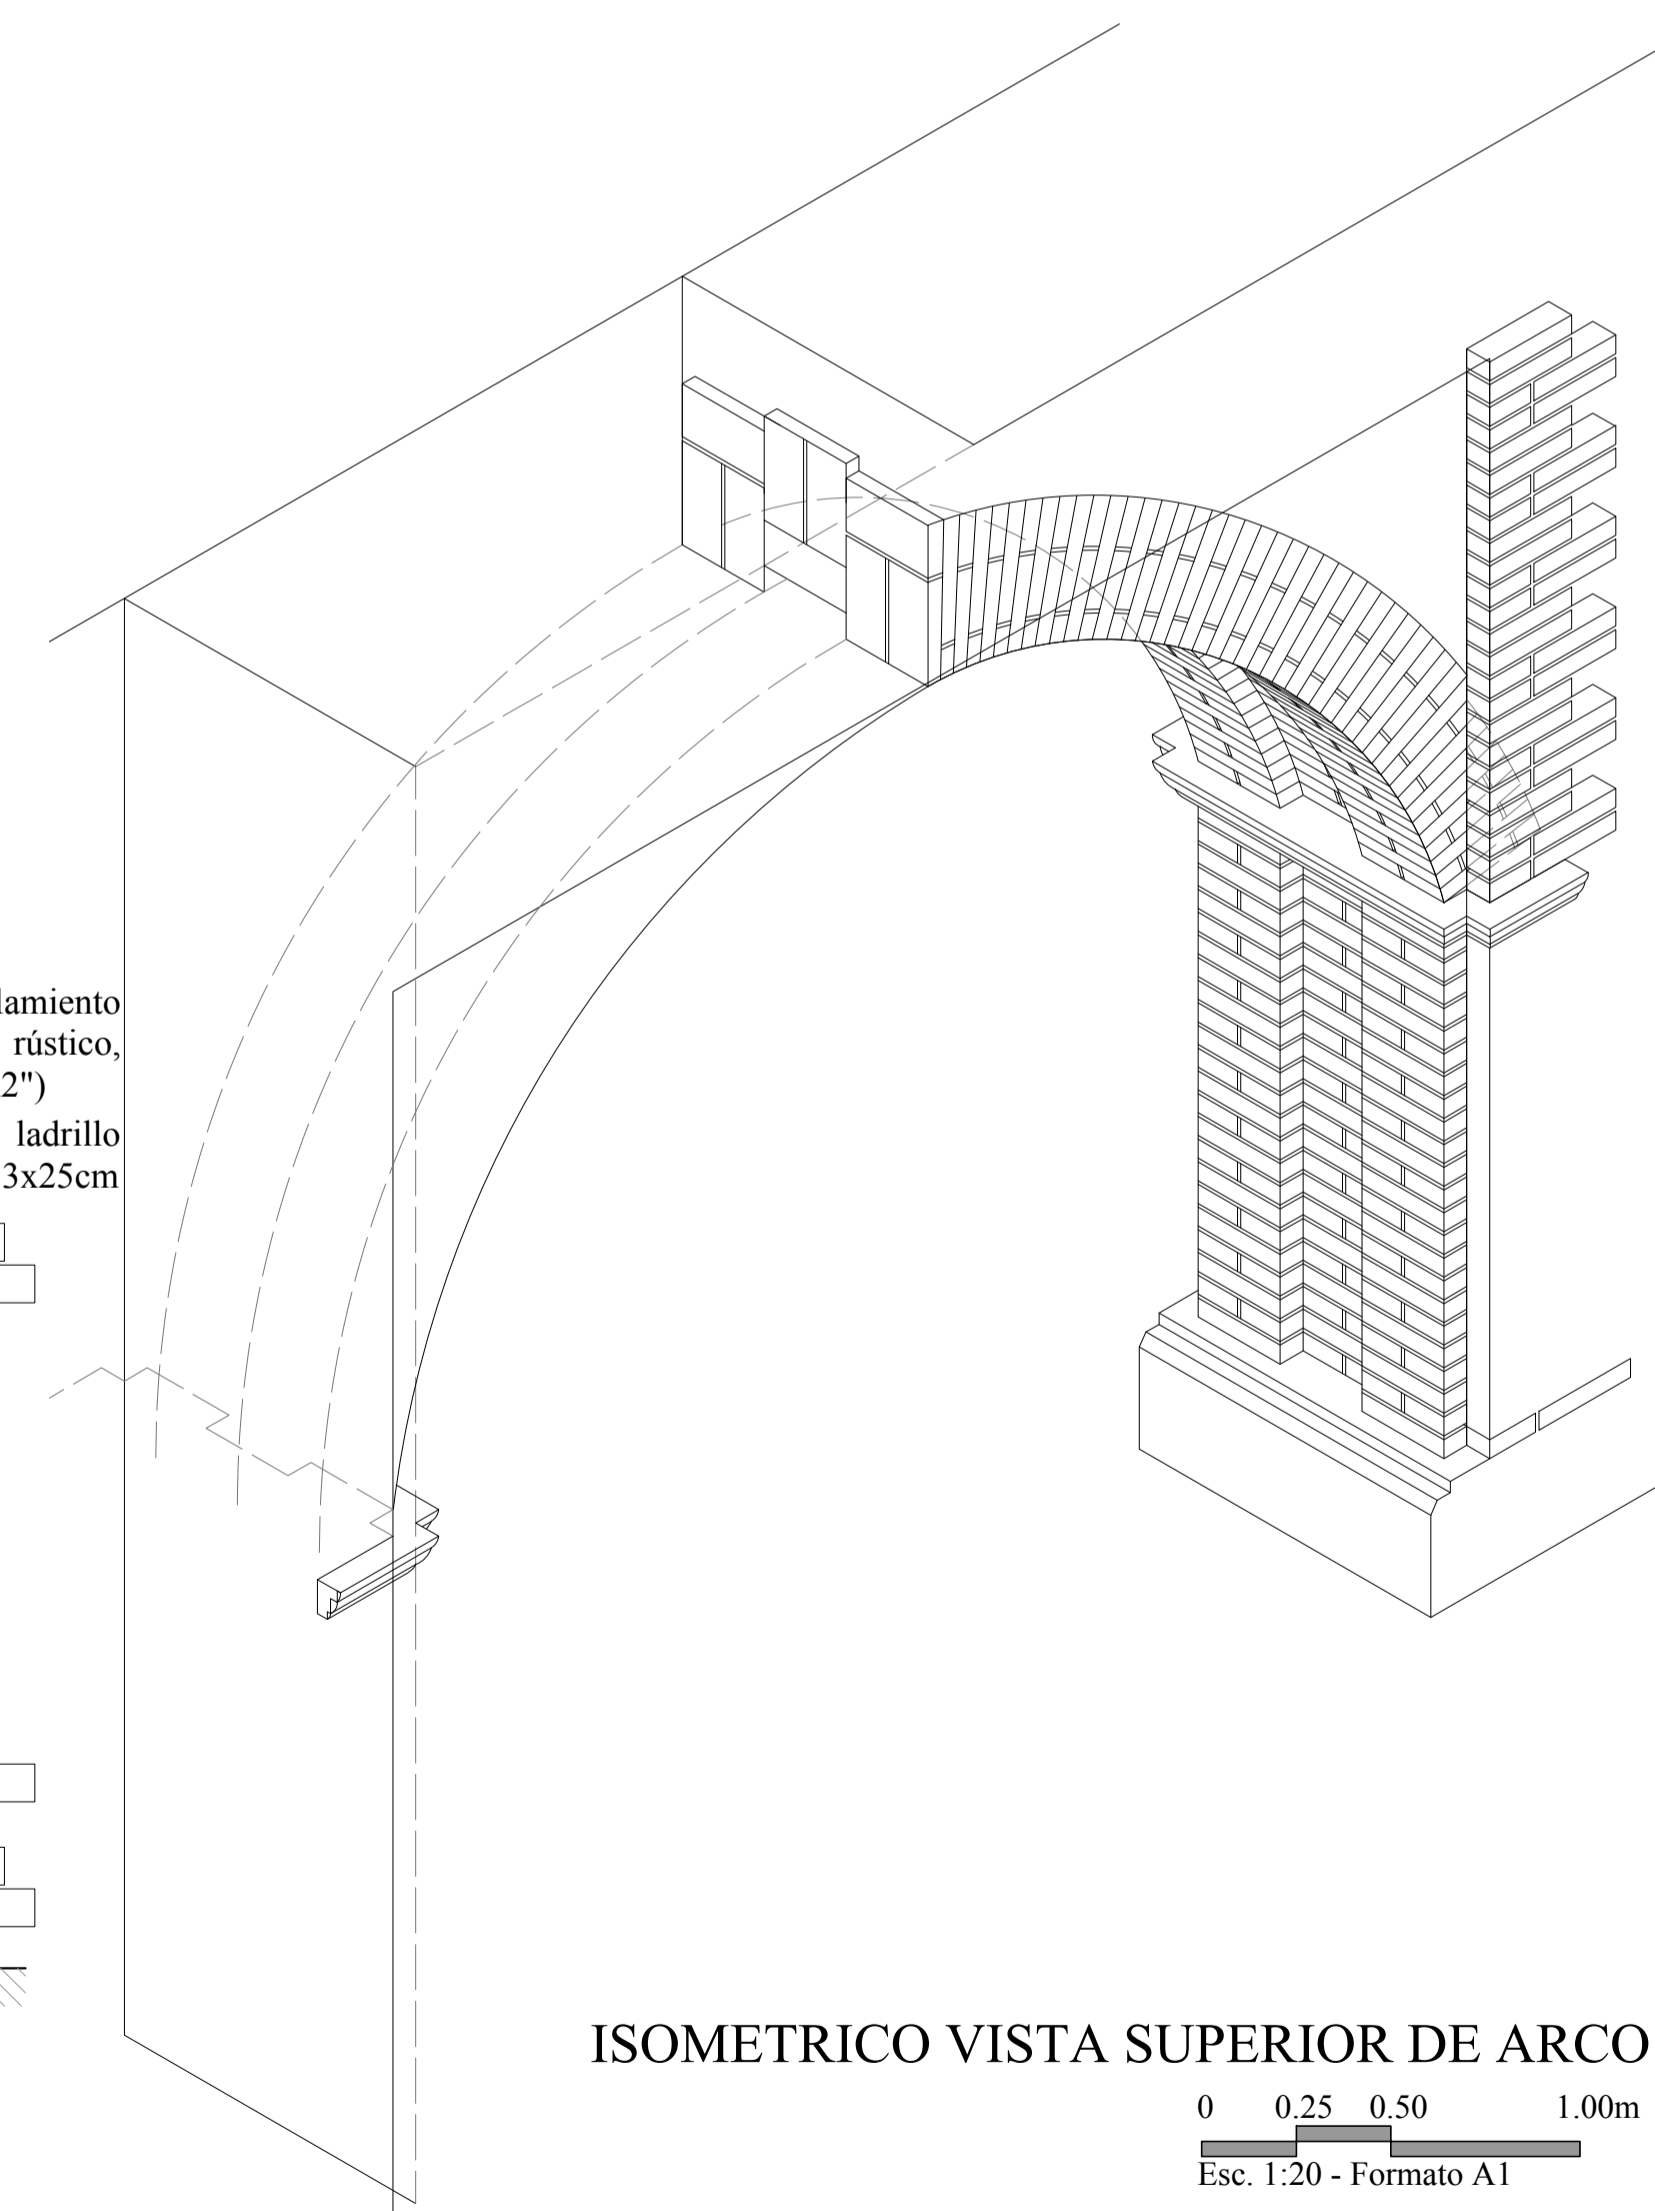 rústico,
2")
ladrillo
3x25cm
ISOMETRICO VISTA SUPERIOR DE ARCO
0 0.25 0.50 1.00m
Esc. 1:20 - Formato A1